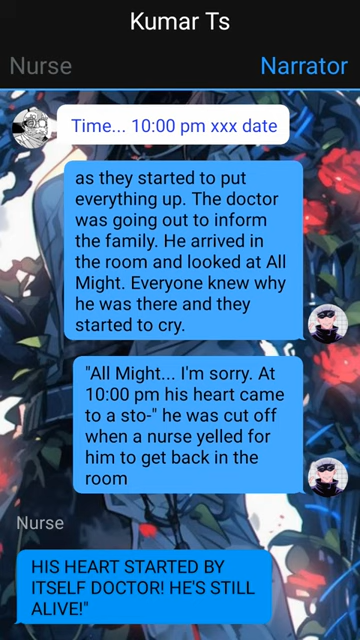 Kumar Ts
Nurse
Narrator
Time... 10:00 pm xxx date
as they started to put
everything up. The doctor
was going out to inform
the family. He arrived in
the room and looked at All
Might. Everyone knew why
he was there and they
started to cry.
"All Might... I'm sorry. At
10:00 pm his heart came
to a sto-" he was cut off
when a nurse yelled for
him to get back in the
room
Nurse
HIS HEART STARTED BY
ITSELF DOCTOR! HE'S STILL
ALIVE!"